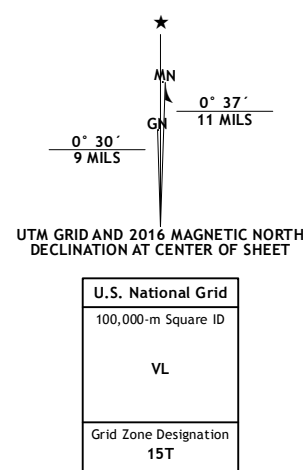 ★
MN
0° 37´
11 MILS
GN
0° 30´
9 MILS
UTM GRID AND 2016 MAGNETIC NORTH
DECLINATION AT CENTER OF SHEET
U.S. National Grid
100,000-m Square ID
VL
Grid Zone Designation
15T